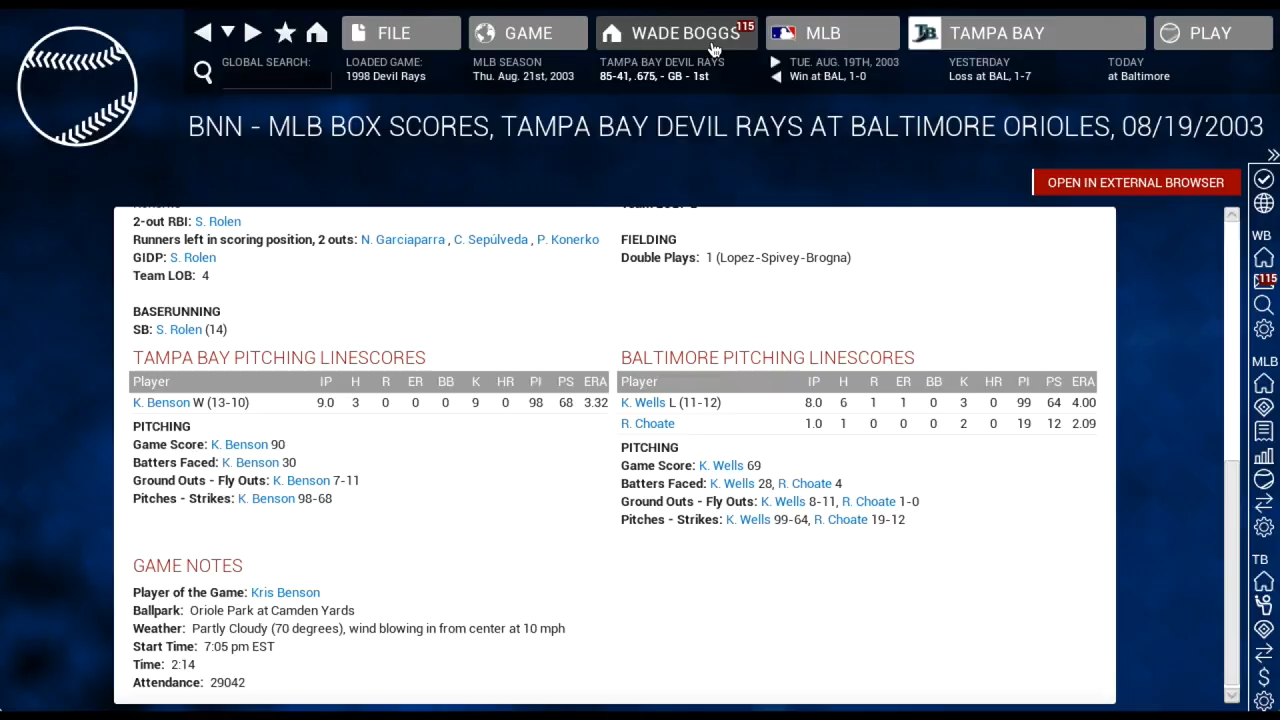 FILE
GAME
WADE BOGGS 115
MLB
TAMPA BAY
PLAY
GLOBAL SEARCH:
LOADED GAME:
1998 Devil Rays
MLB SEASON
Thu. Aug. 21st, 2003
TAMPA BAY DEVIL RAYS
85-41, .675, - GB - 1st
TUE. AUG. 19TH, 2003
Win at BAL, 1-0
YESTERDAY
Loss at BAL, 1-7
TODAY
at Baltimore
BNN - MLB BOX SCORES, TAMPA BAY DEVIL RAYS AT BALTIMORE ORIOLES, 08/19/2003
OPEN IN EXTERNAL BROWSER
2-out RBI: S. Rolen
Runners left in scoring position, 2 outs: N. Garciaparra , C. Sepúlveda , P. Konerko
GIDP: S. Rolen
Team LOB: 4
BASERUNNING
SB: S. Rolen (14)
FIELDING
Double Plays: 1 (Lopez-Spivey-Brogna)
TAMPA BAY PITCHING LINESCORES
Player IP H R ER BB K HR PI PS ERA
K. Benson W (13-10) 9.0 3 0 0 0 9 0 98 68 3.32
PITCHING
Game Score: K. Benson 90
Batters Faced: K. Benson 30
Ground Outs - Fly Outs: K. Benson 7-11
Pitches - Strikes: K. Benson 98-68
BALTIMORE PITCHING LINESCORES
Player IP H R ER BB K HR PI PS ERA
K. Wells L (11-12) 8.0 6 1 1 0 3 0 99 64 4.00
R. Choate 1.0 1 0 0 0 2 0 19 12 2.09
PITCHING
Game Score: K. Wells 69
Batters Faced: K. Wells 28, R. Choate 4
Ground Outs - Fly Outs: K. Wells 8-11, R. Choate 1-0
Pitches - Strikes: K. Wells 99-64, R. Choate 19-12
GAME NOTES
Player of the Game: Kris Benson
Ballpark: Oriole Park at Camden Yards
Weather: Partly Cloudy (70 degrees), wind blowing in from center at 10 mph
Start Time: 7:05 pm EST
Time: 2:14
Attendance: 29042
WB
115
MLB
TB